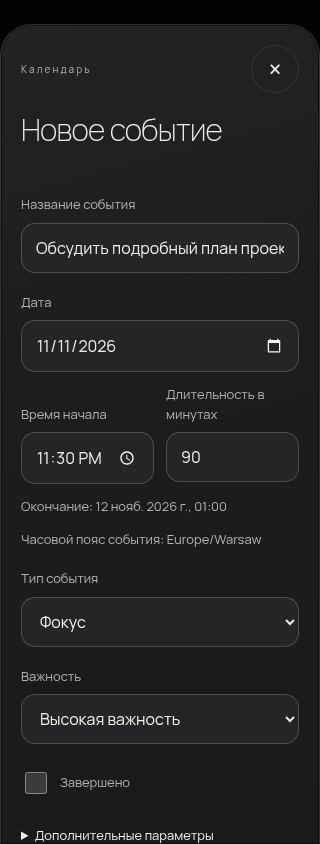 Календарь
×
Новое событие
Название события
Обсудить подробный план проек
Дата
11/11/2026
Время начала
Длительность в
минутах
11:30 PM
90
Окончание: 12 нояб. 2026 г., 01:00
Часовой пояс события: Europe/Warsaw
Тип события
Фокус
Важность
Высокая важность
Завершено
Дополнительные параметры